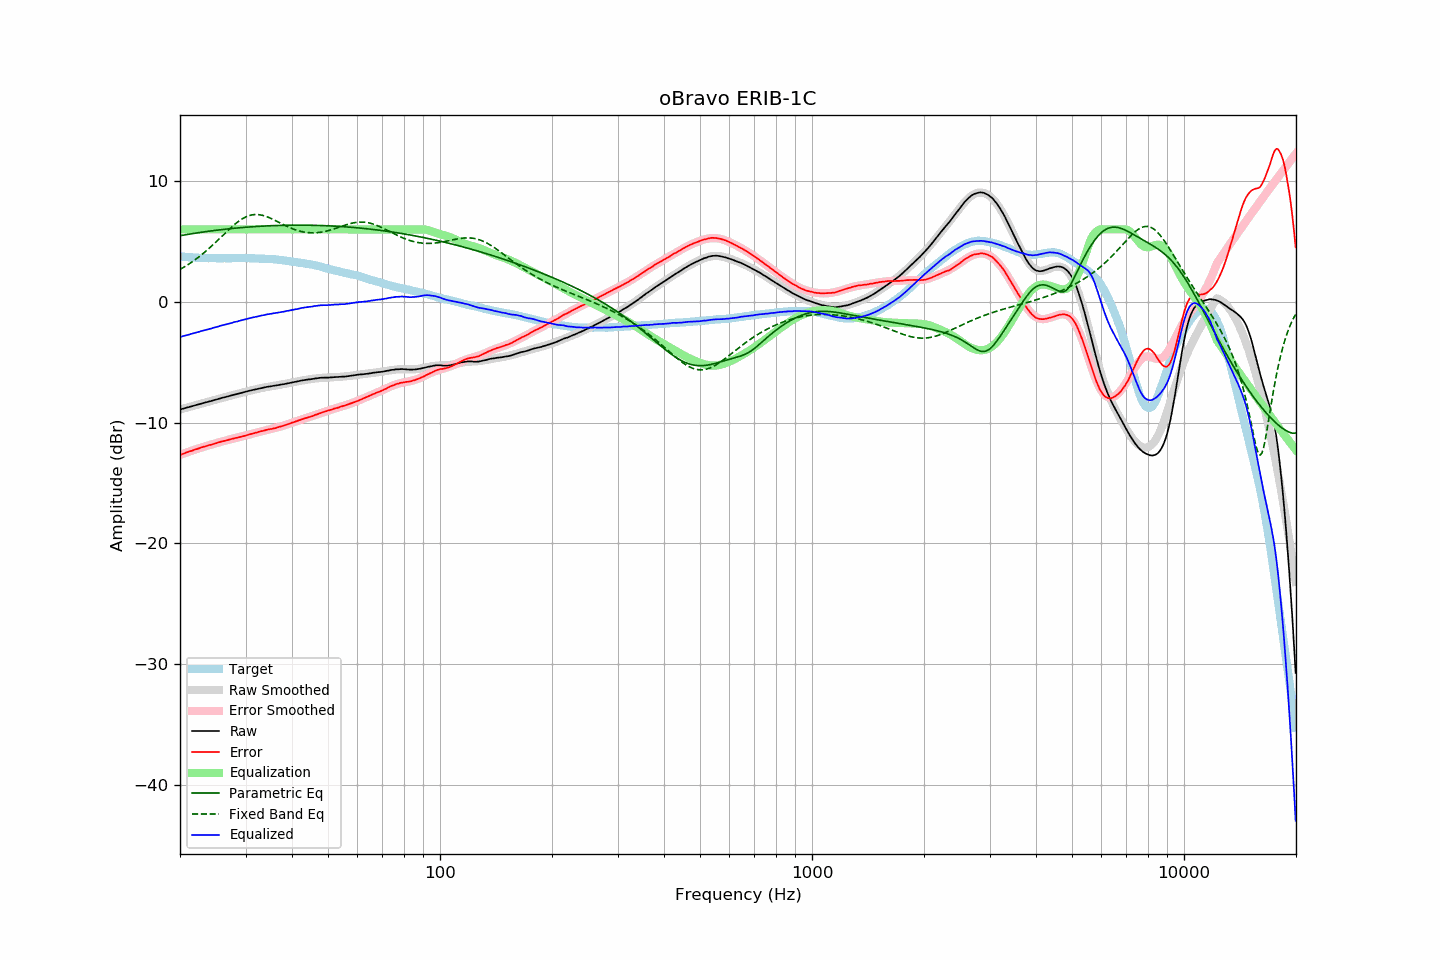 oBravo ERIB-1C
Amplitude (dBr)
10
0
−10
−20
−30
−40
Target
Raw Smoothed
Error Smoothed
Raw
Error
Equalization
Parametric Eq
Fixed Band Eq
Equalized
100
1000
10000
Frequency (Hz)